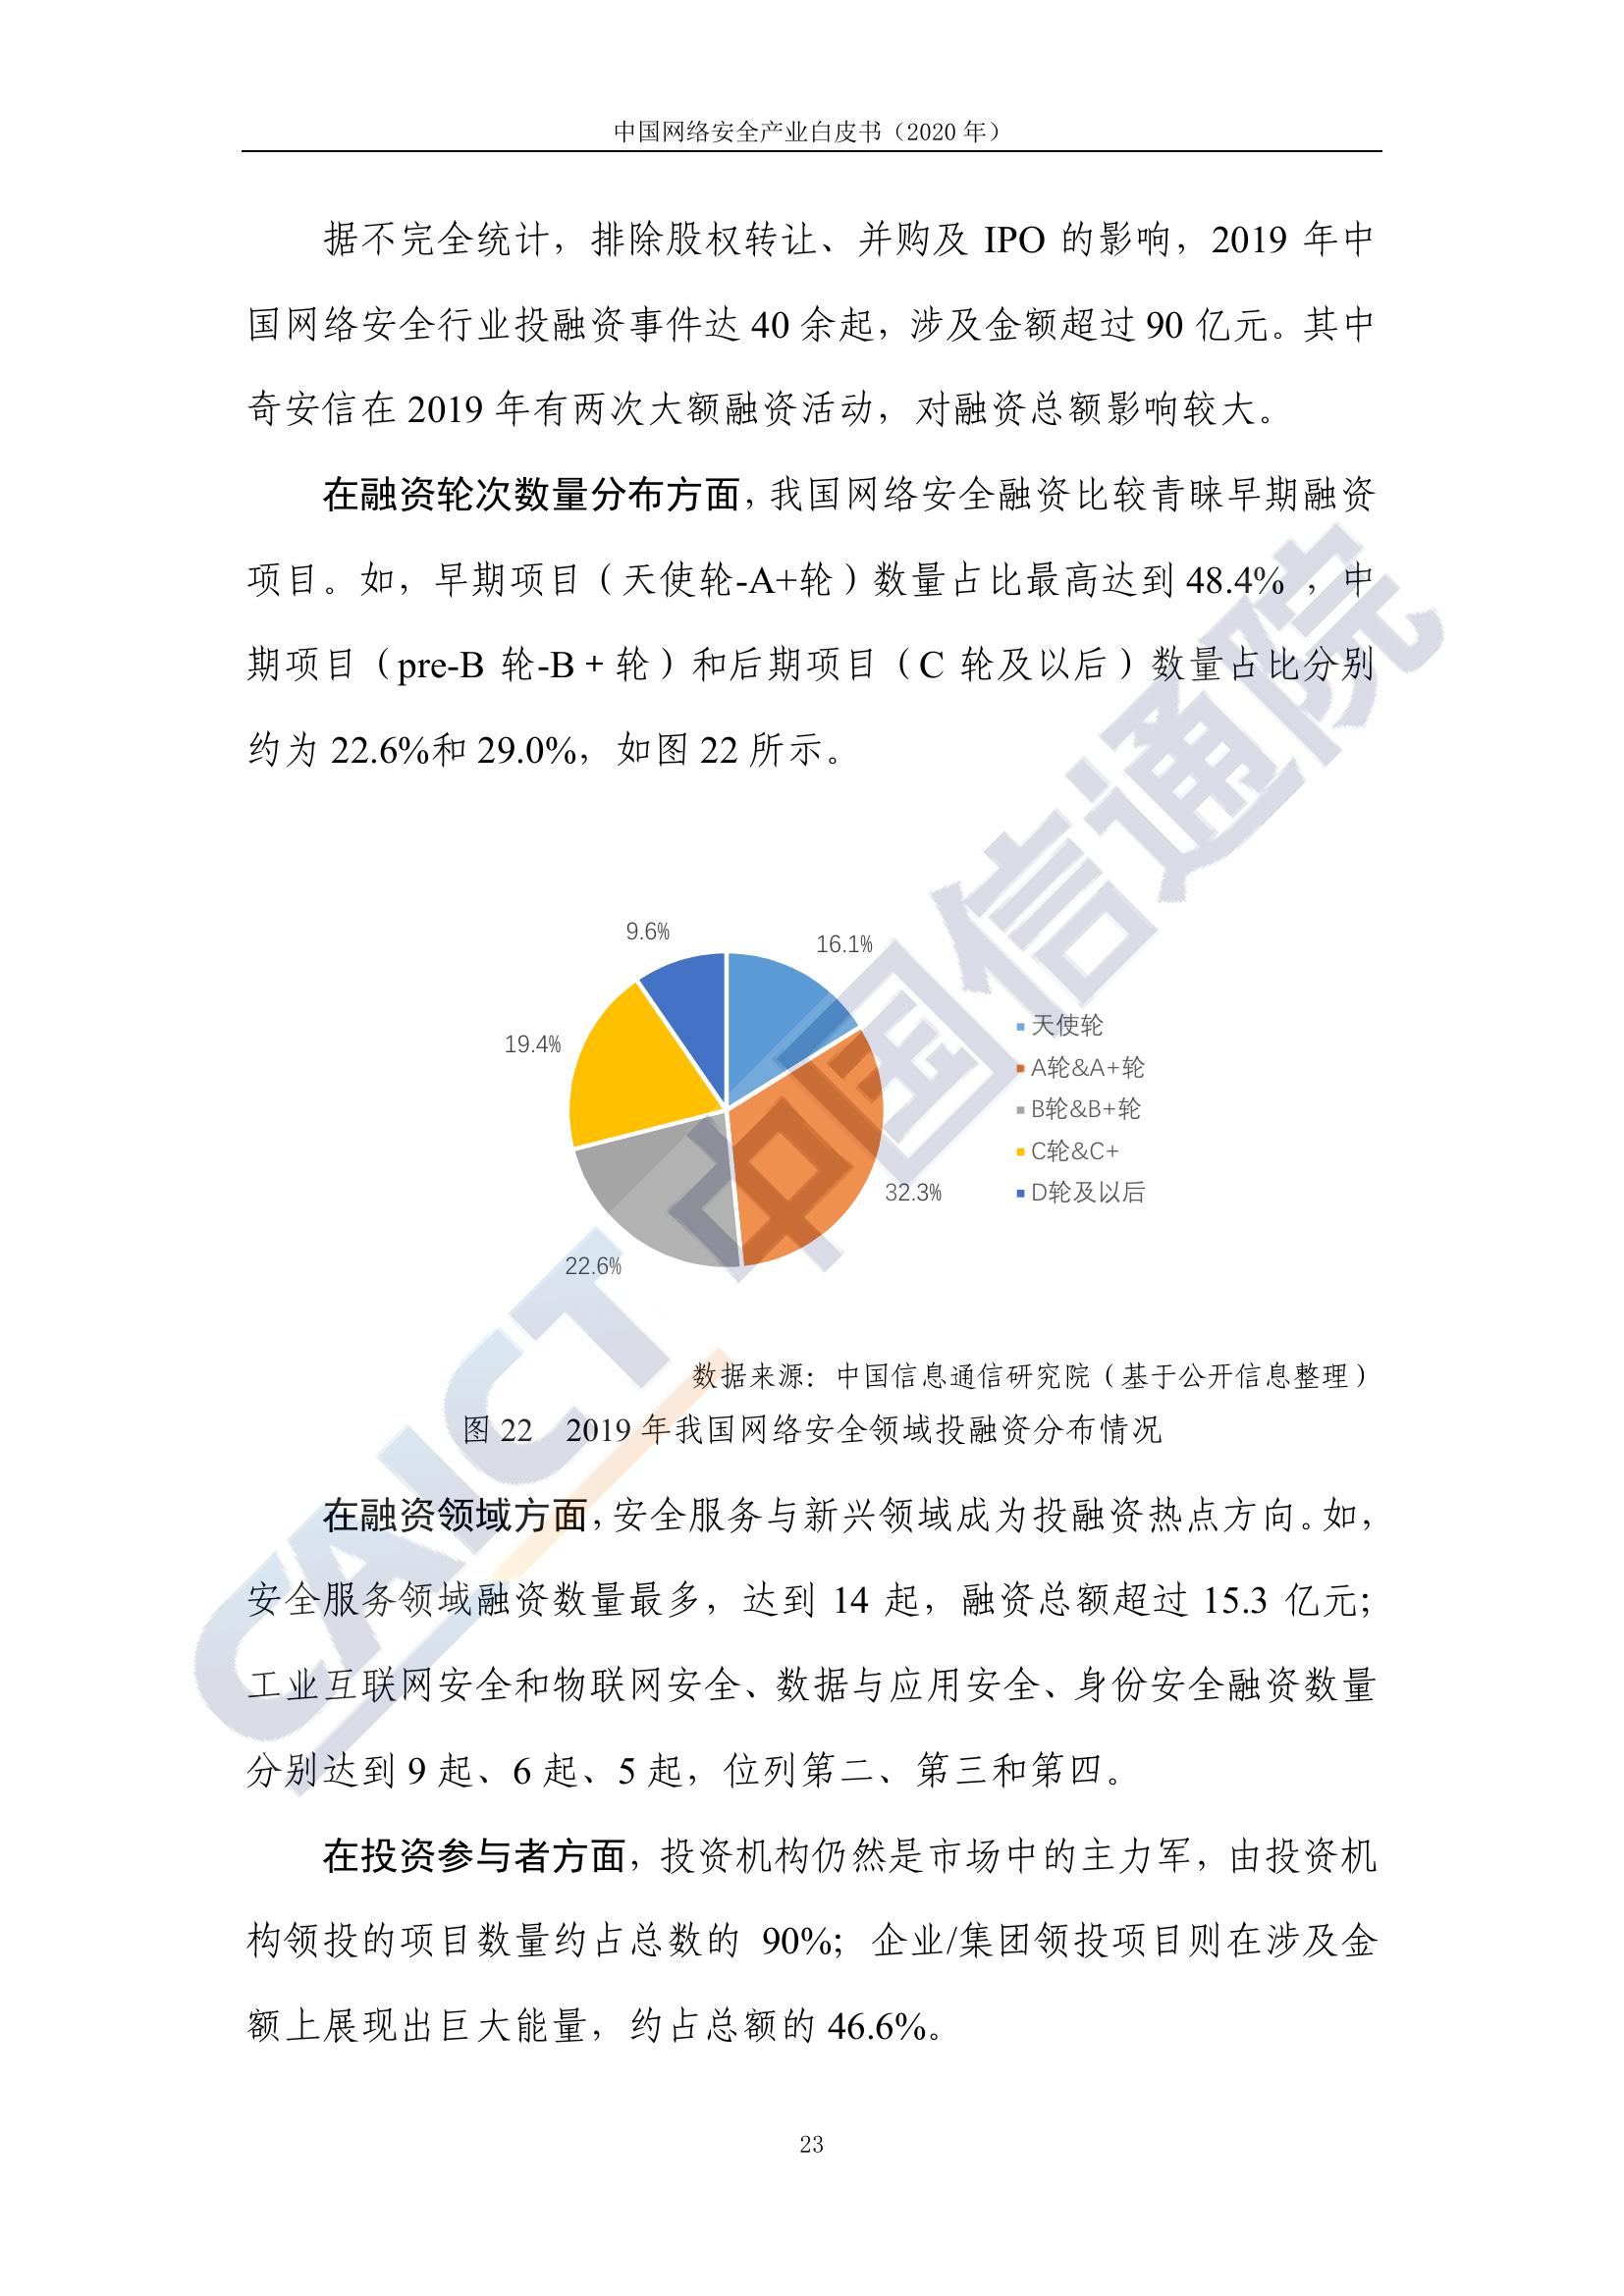 中国网络安全产业白皮书（2020 年）
据不完全统计，排除股权转让、并购及 IPO 的影响，2019 年中
国网络安全行业投融资事件达 40 余起，涉及金额超过 90 亿元。其中
奇安信在 2019 年有两次大额融资活动，对融资总额影响较大。
在融资轮次数量分布方面，我国网络安全融资比较青睐早期融资
项目。如，早期项目（天使轮-A+轮）数量占比最高达到 48.4% ，中
期项目（pre-B 轮-B＋轮）和后期项目（C 轮及以后）数量占比分别
约为 22.6%和 29.0%，如图 22 所示。
9.6%
16.1%
19.4%
32.3%
22.6%
天使轮
A轮&A+轮
B轮&B+轮
C轮&C+
D轮及以后
数据来源：中国信息通信研究院（基于公开信息整理）
图 22 2019 年我国网络安全领域投融资分布情况
在融资领域方面，安全服务与新兴领域成为投融资热点方向。如，
安全服务领域融资数量最多，达到 14 起，融资总额超过 15.3 亿元；
工业互联网安全和物联网安全、数据与应用安全、身份安全融资数量
分别达到 9 起、6 起、5 起，位列第二、第三和第四。
在投资参与者方面，投资机构仍然是市场中的主力军，由投资机
构领投的项目数量约占总数的 90%；企业/集团领投项目则在涉及金
额上展现出巨大能量，约占总额的 46.6%。
23
CAICT 中国信通院